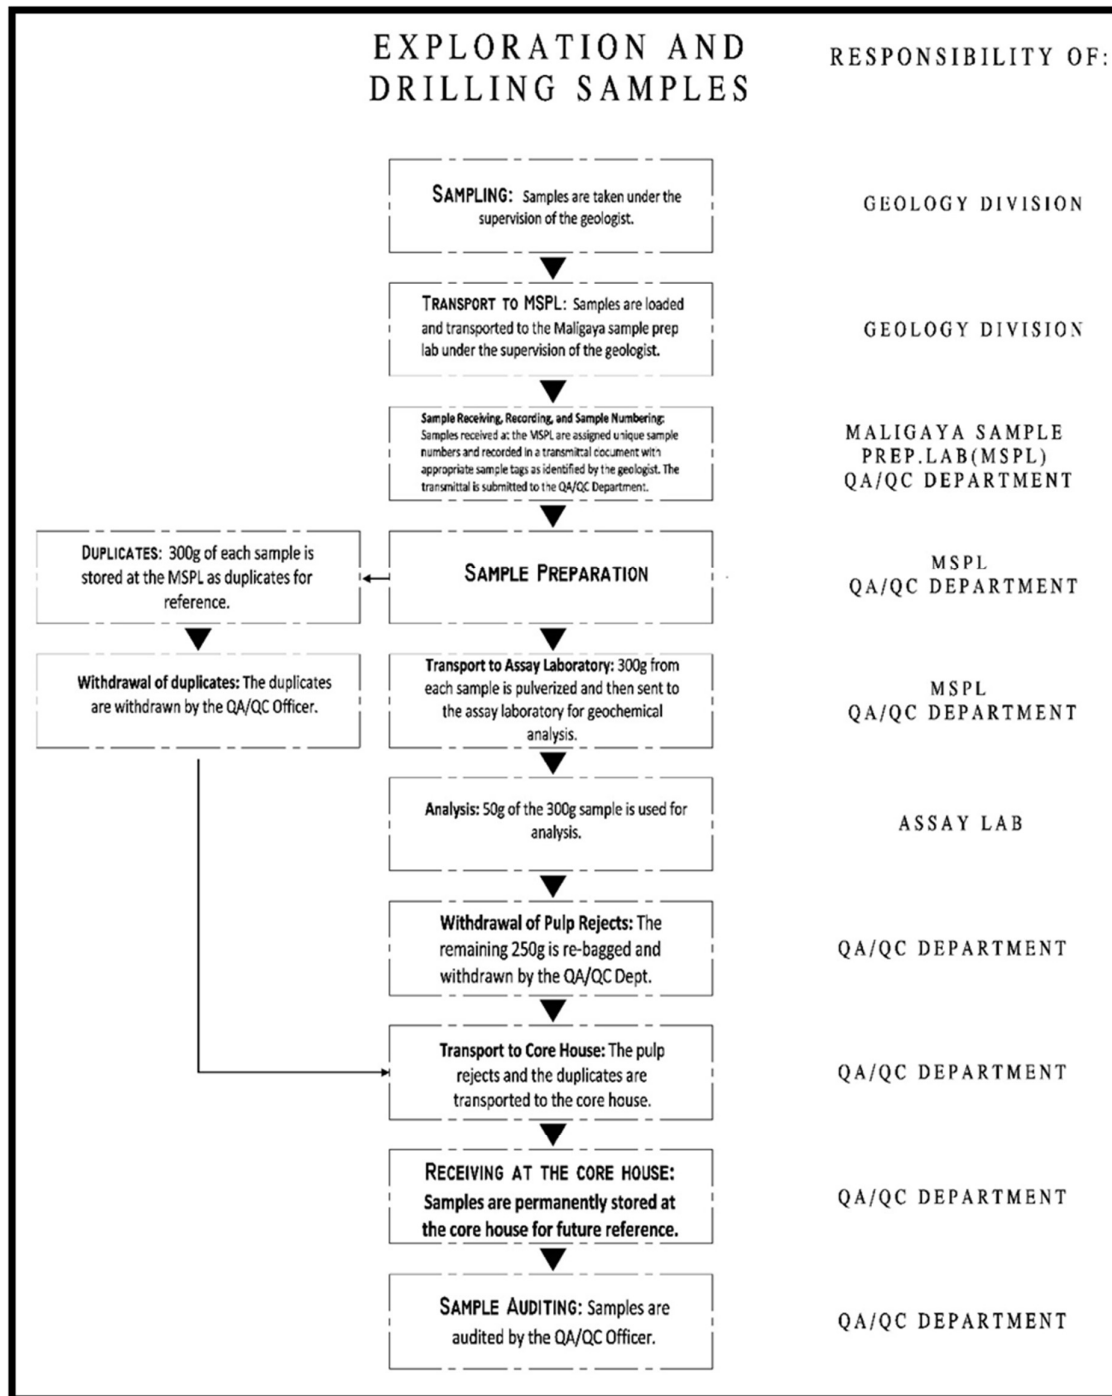 EXPLORATION AND
DRILLING SAMPLES
RESPONSIBILITY OF:
SAMPLING: Samples are taken under the
supervision of the geologist.
GEOLOGY DIVISION
TRANSPORT TO MSPL: Samples are loaded
and transported to the Maligaya sample prep
lab under the supervision of the geologist.
GEOLOGY DIVISION
Sample Receiving, Recording, and Sample Numbering:
Samples received at the MSPL are assigned unique sample
numbers and recorded in a transmittal document with
appropriate sample tags as identified by the geologist. The
transmittal is submitted to the QA/QC Department.
MALIGAYA SAMPLE
PREP.LAB(MSPL)
QA/QC DEPARTMENT
DUPLICATES: 300g of each sample is
stored at the MSPL as duplicates for
reference.
SAMPLE PREPARATION
MSPL
QA/QC DEPARTMENT
Withdrawal of duplicates: The duplicates
are withdrawn by the QA/QC Officer.
Transport to Assay Laboratory: 300g from
each sample is pulverized and then sent to
the assay laboratory for geochemical
analysis.
MSPL
QA/QC DEPARTMENT
Analysis: 50g of the 300g sample is used for
analysis.
ASSAY LAB
Withdrawal of Pulp Rejects: The
remaining 250g is re-bagged and
withdrawn by the QA/QC Dept.
QA/QC DEPARTMENT
Transport to Core House: The pulp
rejects and the duplicates are
transported to the core house.
QA/QC DEPARTMENT
RECEIVING AT THE CORE HOUSE:
Samples are permanently stored at
the core house for future reference.
QA/QC DEPARTMENT
SAMPLE AUDITING: Samples are
audited by the QA/QC Officer.
QA/QC DEPARTMENT